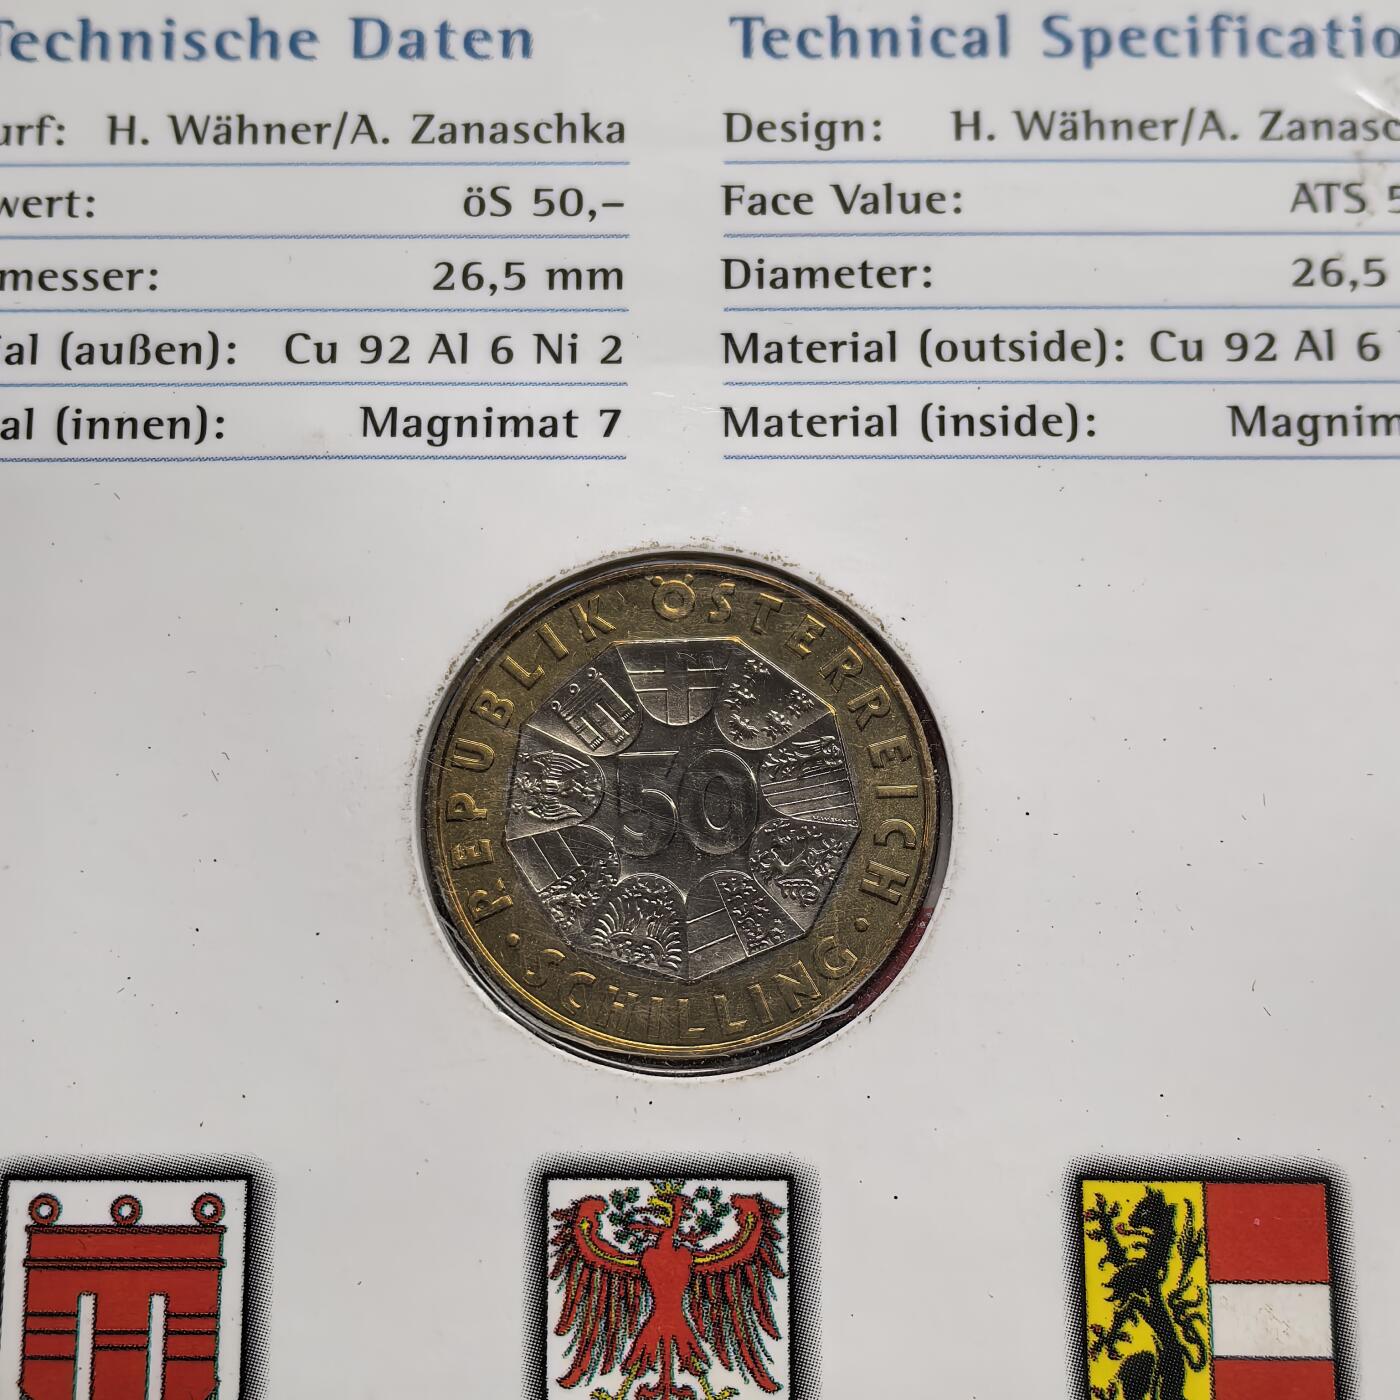 Technische Daten
urf: H. Wähner/A. Zanaschka
wert: öS 50,–
messer: 26,5 mm
al (außen): Cu 92 Al 6 Ni 2
al (innen): Magnimat 7
Technical Specificatio
Design: H. Wähner/A. Zanasc
Face Value: ATS 5
Diameter: 26,5
Material (outside): Cu 92 Al 6
Material (inside): Magnim
REPUBLIK ÖSTERREICH
50
• SCHILLING •